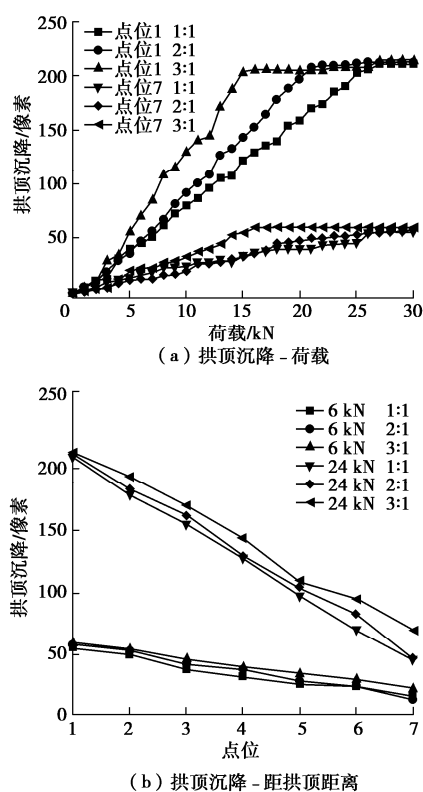 250
200
150
100
50
0
5
10
15
20
25
30
点位1 1:1
点位1 2:1
点位1 3:1
点位7 1:1
点位7 2:1
点位7 3:1
拱顶沉降/像素
荷载/kN
(a) 拱顶沉降-荷载
250
200
150
100
50
0
1 2 3 4 5 6 7
6 kN 1:1
6 kN 2:1
6 kN 3:1
24 kN 1:1
24 kN 2:1
24 kN 3:1
拱顶沉降/像素
点位
(b) 拱顶沉降-距拱顶距离